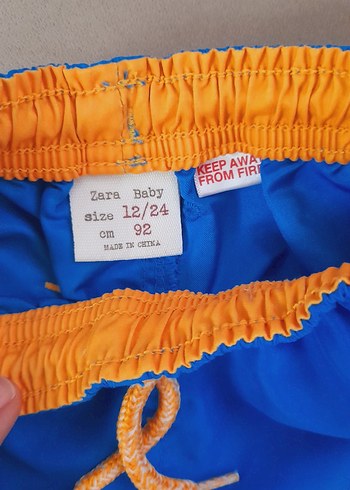 Zara Baby
size 12/24
cm 92
MADE IN CHINA
KEEP AWA
FROM FIR